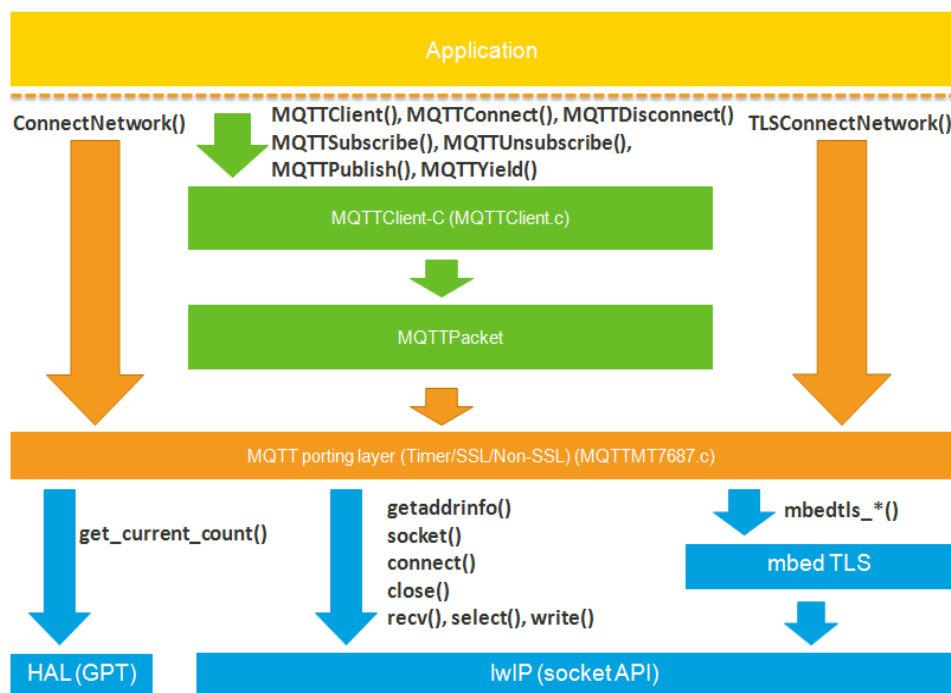 Application
ConnectNetwork()
MQTTClient(), MQTTConnect(), MQTTDisconnect()
MQTTSubscribe(), MQTTUnsubscribe(),
MQTTPublish(), MQTTYield()
TLSConnectNetwork()
MQTTClient-C (MQTTClient.c)
MQTTPacket
MQTT porting layer (Timer/SSL/Non-SSL) (MQTTMT7687.c)
get_current_count()
getaddrinfo()
socket()
connect()
close()
recv(), select(), write()
mbedtls_*()
mbed TLS
HAL (GPT)
lwIP (socket API)